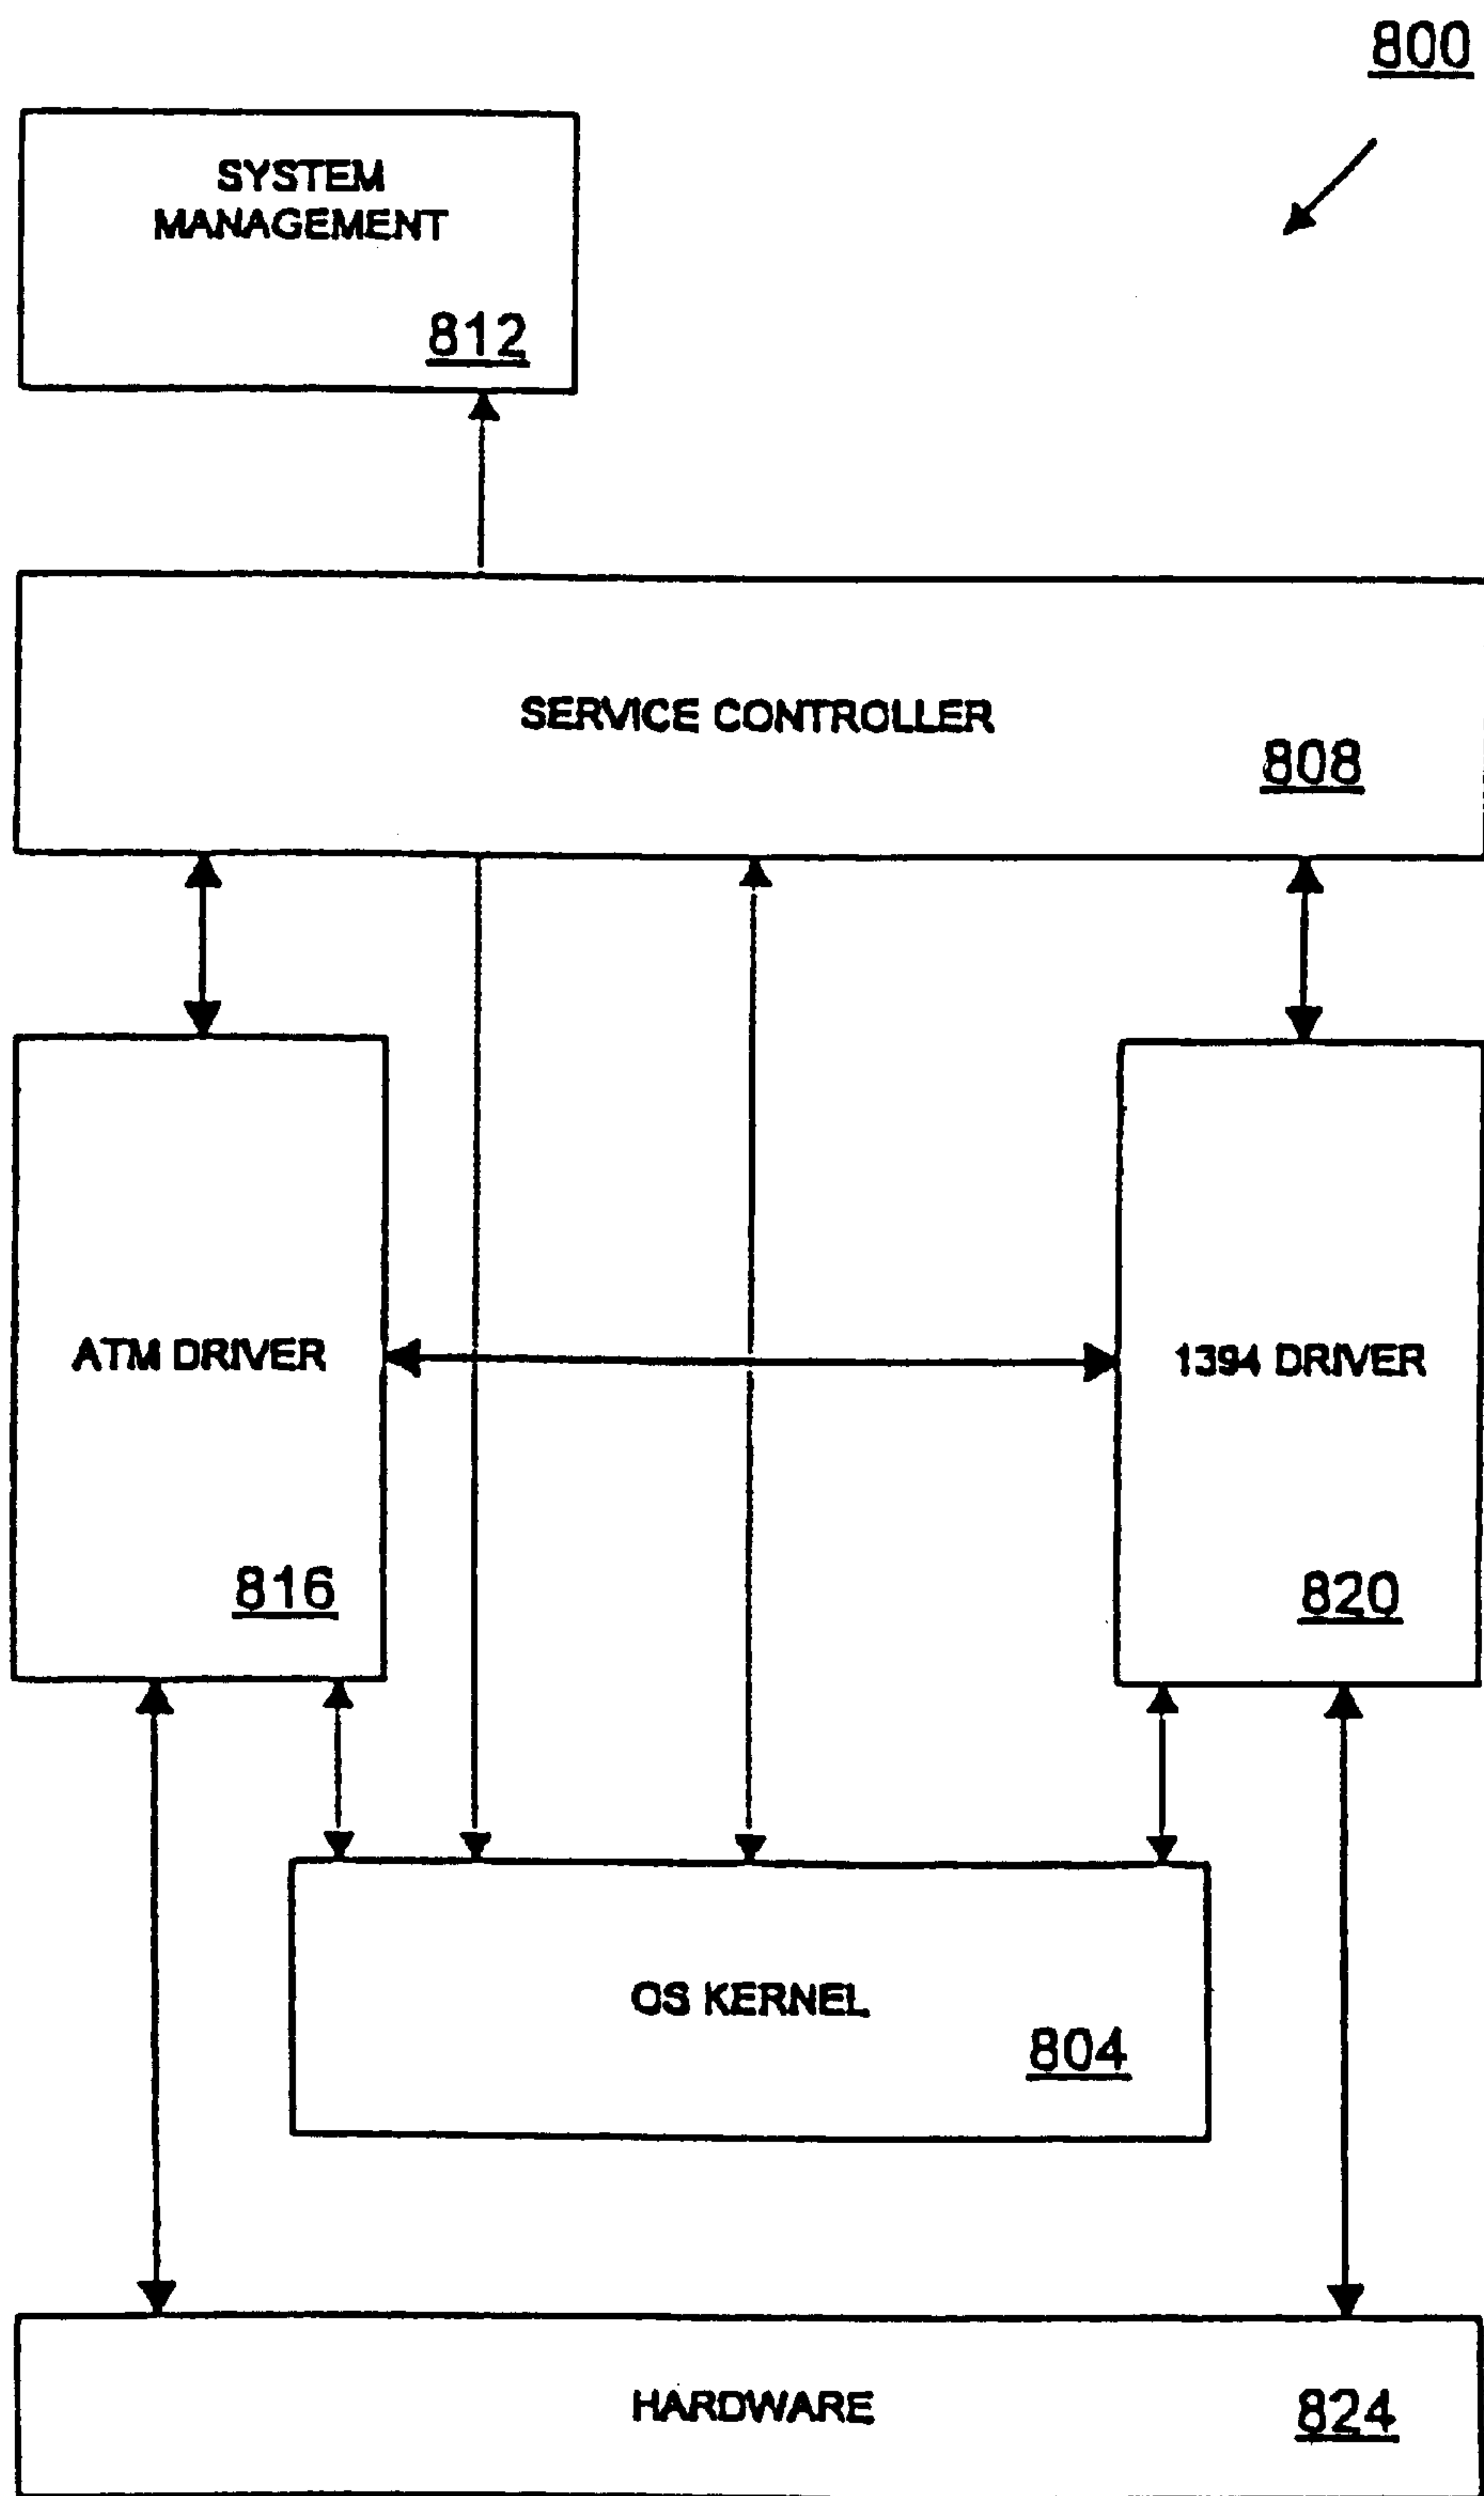 800
SYSTEM
MANAGEMENT
812
SERVICE CONTROLLER
808
ATM DRIVER
1394 DRIVER
816
820
OS KERNEL
804
HARDWARE
824